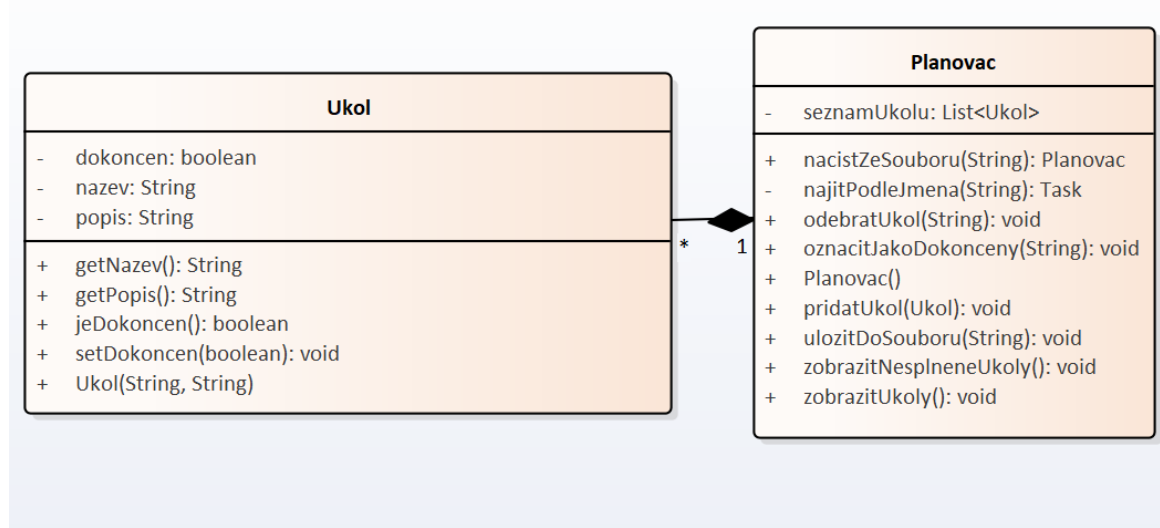 Ukol
- dokoncen: boolean
- nazev: String
- popis: String
+ getNazev(): String
+ getPopis(): String
+ jeDokoncen(): boolean
+ setDokoncen(boolean): void
+ Ukol(String, String)
*
1
Planovac
- seznamUkolu: List<Ukol>
+ nacistZeSouboru(String): Planovac
- najitPodleJmena(String): Task
+ odebratUkol(String): void
+ oznacitJakoDokonceny(String): void
+ Planovac()
+ pridatUkol(Ukol): void
+ ulozitDoSouboru(String): void
+ zobrazitNesplneneUkoly(): void
+ zobrazitUkoly(): void